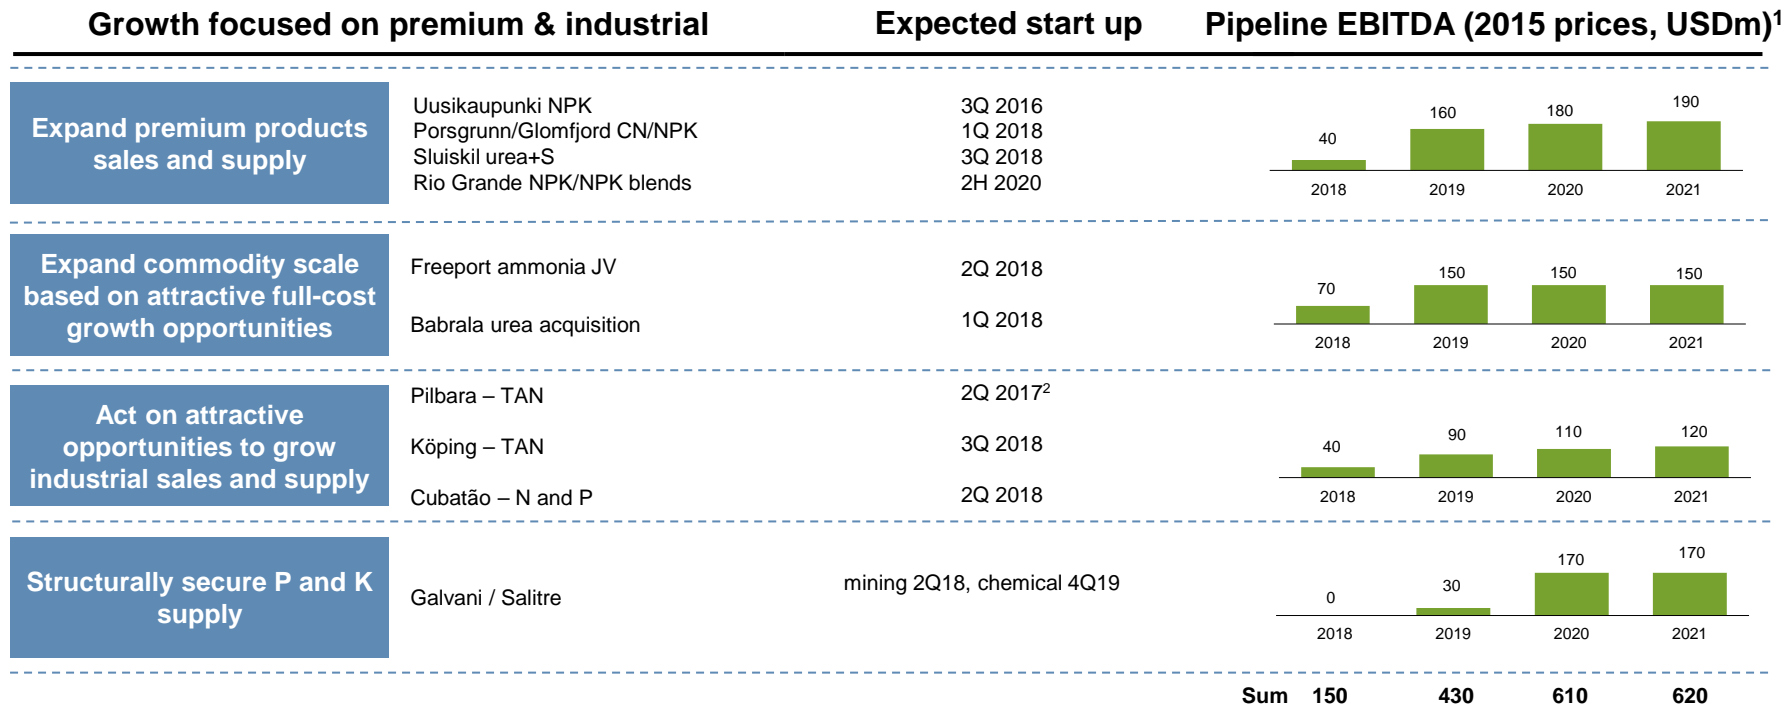 Growth focused on premium & industrial
Expected start up
Pipeline EBITDA (2015 prices, USDm)1
Expand premium products
sales and supply
Uusikaupunki NPK
3Q 2016
Porsgrunn/Glomfjord CN/NPK
1Q 2018
Sluiskil urea+S
3Q 2018
Rio Grande NPK/NPK blends
2H 2020
40
160
180
190
2018
2019
2020
2021
Expand commodity scale
based on attractive full-cost
growth opportunities
Freeport ammonia JV
2Q 2018
Babrala urea acquisition
1Q 2018
70
150
150
150
2018
2019
2020
2021
Act on attractive
opportunities to grow
industrial sales and supply
Pilbara – TAN
2Q 20172
Köping – TAN
3Q 2018
Cubatão – N and P
2Q 2018
40
90
110
120
2018
2019
2020
2021
Structurally secure P and K
supply
Galvani / Salitre
mining 2Q18, chemical 4Q19
0
30
170
170
2018
2019
2020
2021
Sum 150 430 610 620